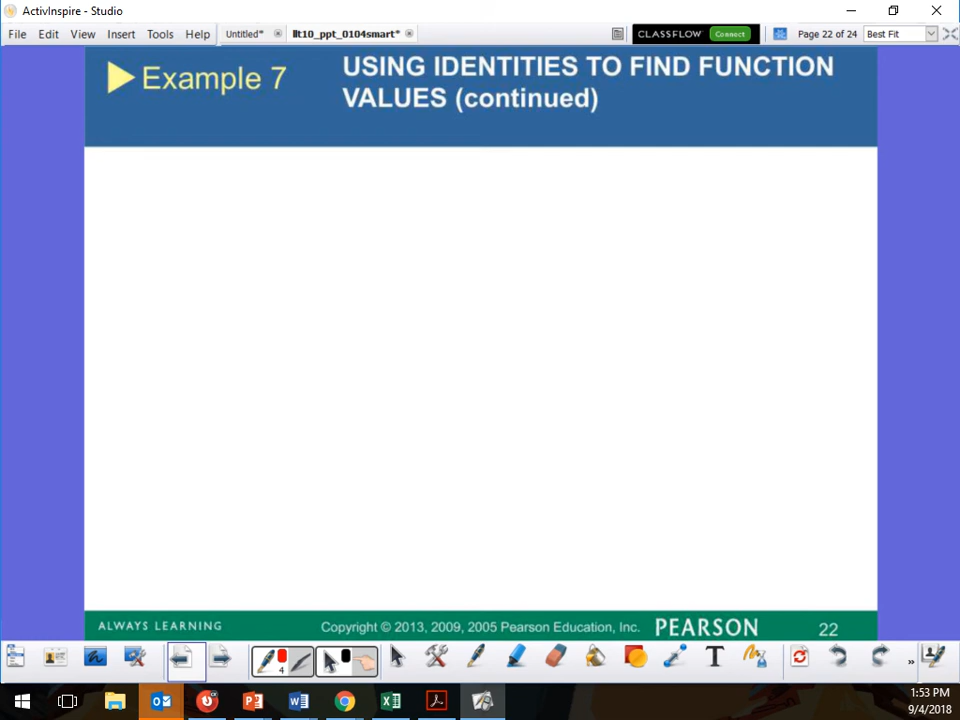 ActivInspire - Studio
File Edit View Insert Tools Help Untitled* lt10_ppt_0104smart* CLASSFLOW Connect Page 22 of 24 Best Fit
Example 7
USING IDENTITIES TO FIND FUNCTION
VALUES (continued)
ALWAYS LEARNING Copyright © 2013, 2009, 2005 Pearson Education, Inc. PEARSON 22
4 T »
1:53 PM
9/4/2018